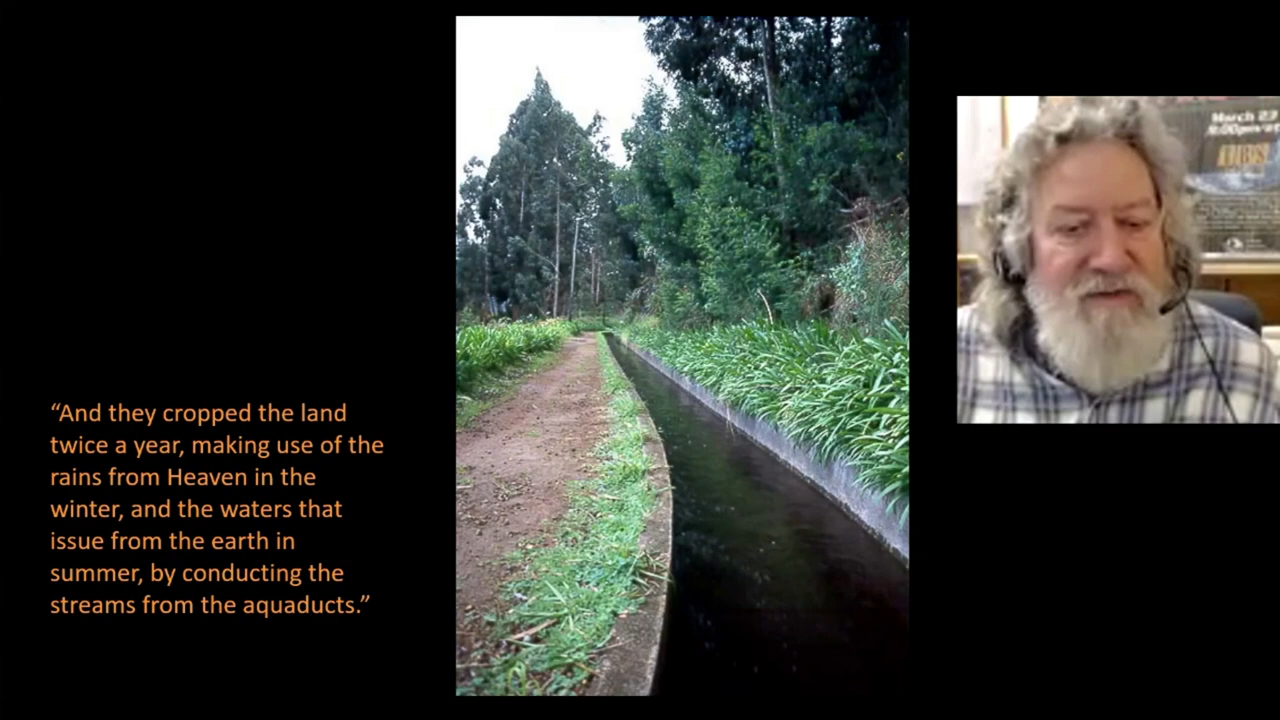 “And they cropped the land
twice a year, making use of the
rains from Heaven in the
winter, and the waters that
issue from the earth in
summer, by conducting the
streams from the aquaducts.”
March 23